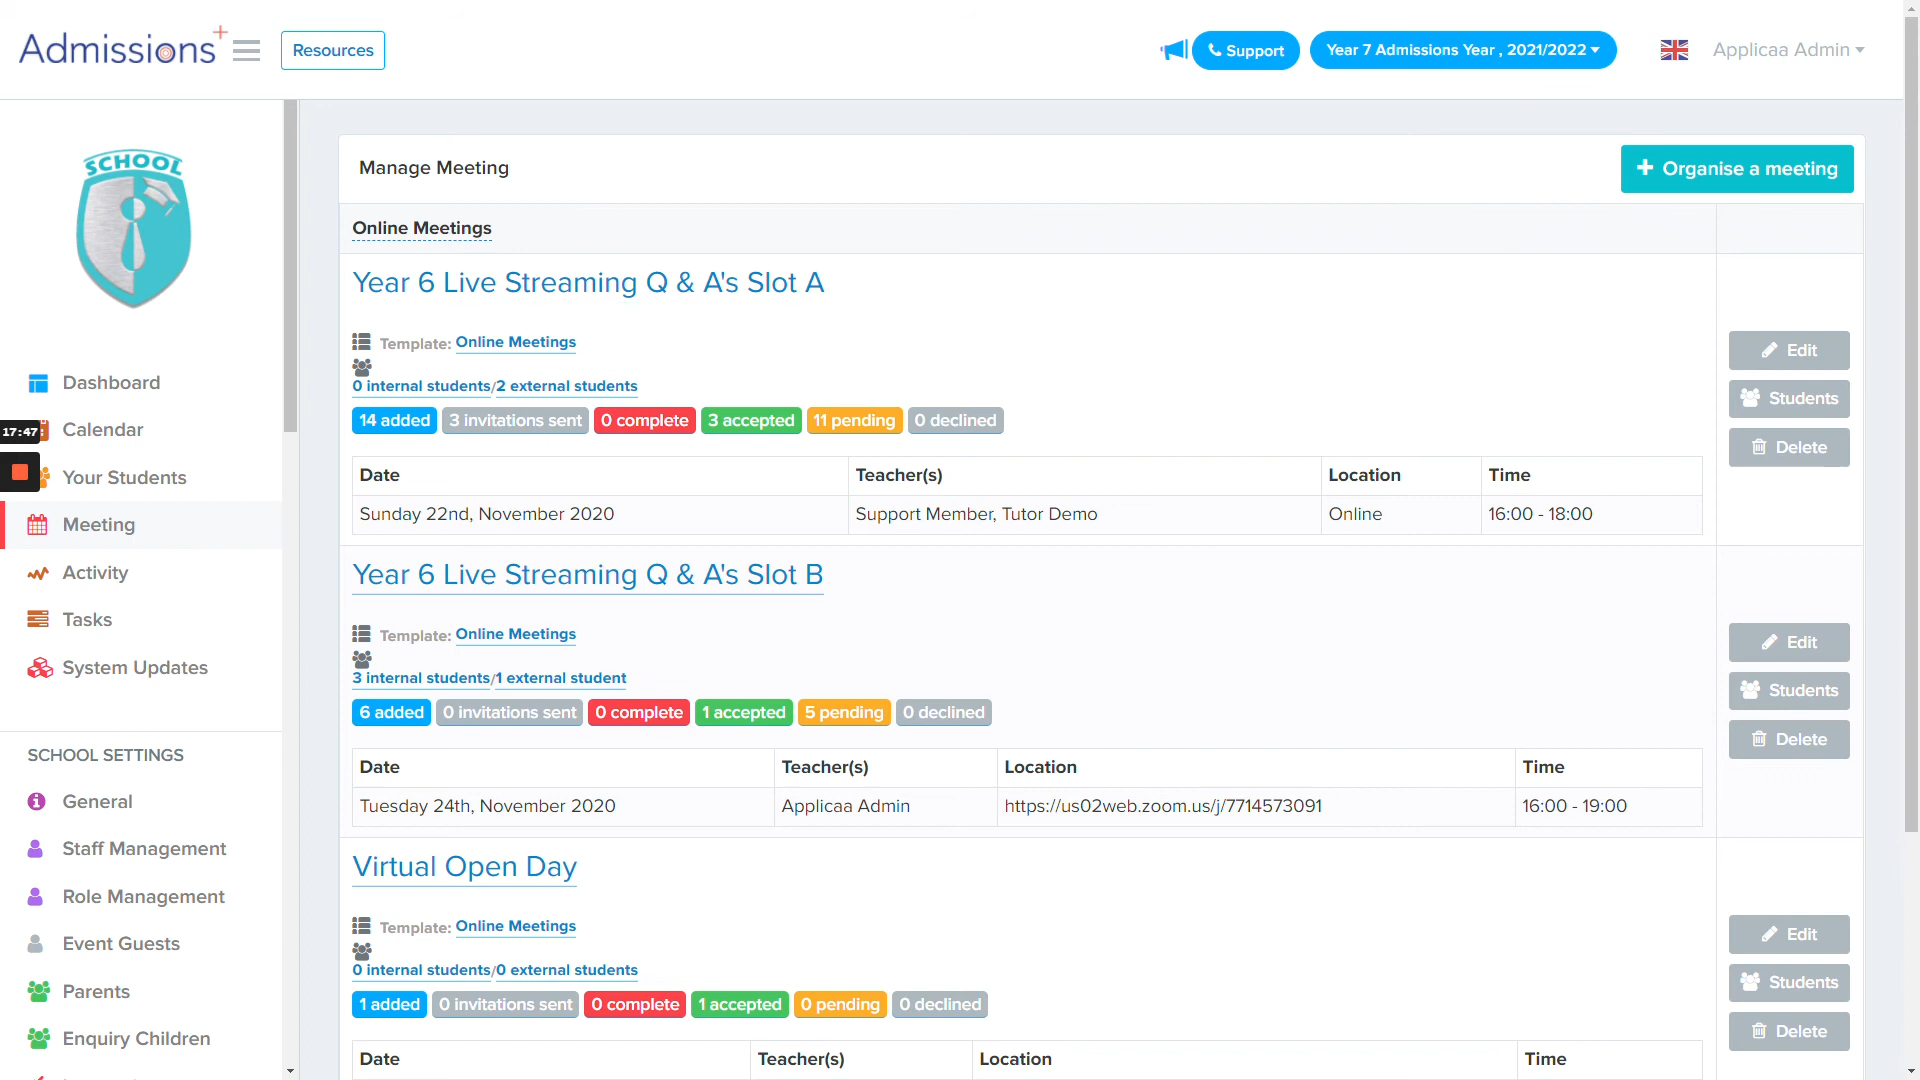 Admissions+
Resources
Support
Year 7 Admissions Year , 2021/2022
Applicaa Admin
SCHOOL
Dashboard
Calendar
17:47
Your Students
Meeting
Activity
Tasks
System Updates
SCHOOL SETTINGS
General
Staff Management
Role Management
Event Guests
Parents
Enquiry Children
Manage Meeting
+ Organise a meeting
Online Meetings
Year 6 Live Streaming Q & A's Slot A
Template: Online Meetings
0 internal students/2 external students
14 added 3 invitations sent 0 complete 3 accepted 11 pending 0 declined
Edit
Students
Delete
Date Teacher(s) Location Time
Sunday 22nd, November 2020 Support Member, Tutor Demo Online 16:00 - 18:00
Year 6 Live Streaming Q & A's Slot B
Template: Online Meetings
3 internal students/1 external student
6 added 0 invitations sent 0 complete 1 accepted 5 pending 0 declined
Edit
Students
Delete
Date Teacher(s) Location Time
Tuesday 24th, November 2020 Applicaa Admin https://us02web.zoom.us/j/7714573091 16:00 - 19:00
Virtual Open Day
Template: Online Meetings
0 internal students/0 external students
1 added 0 invitations sent 0 complete 1 accepted 0 pending 0 declined
Edit
Students
Delete
Date Teacher(s) Location Time